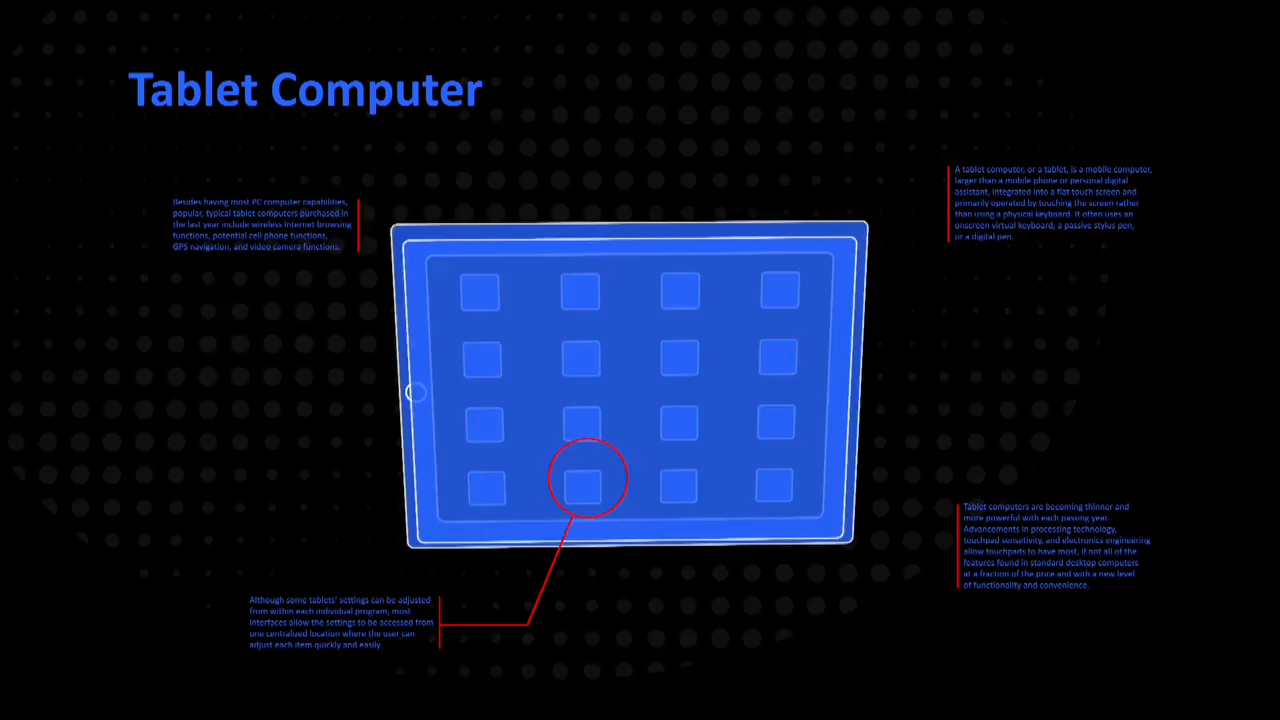 Tablet Computer
Besides having most PC computer capabilities,
popular, typical tablet computers purchased in
the last year include wireless Internet browsing
functions, potential cell phone functions,
GPS navigation, and video camera functions.
A tablet computer, or a tablet, is a mobile computer,
larger than a mobile phone or personal digital
assistant, integrated into a flat touch screen and
primarily operated by touching the screen rather
than using a physical keyboard. It often uses an
onscreen virtual keyboard, a passive stylus pen,
or a digital pen.
Although some tablets' settings can be adjusted
from within each individual program, most
interfaces allow the settings to be accessed from
one centralized location where the user can
adjust each item quickly and easily.
Tablet computers are becoming thinner and
more powerful with each passing year.
Advancements in processing technology,
touchpad sensetivity, and electronics engineering
allow touchpads to have most, if not all of the
features found in standard desktop computers
at a fraction of the price and with a new level
of functionality and convenience.